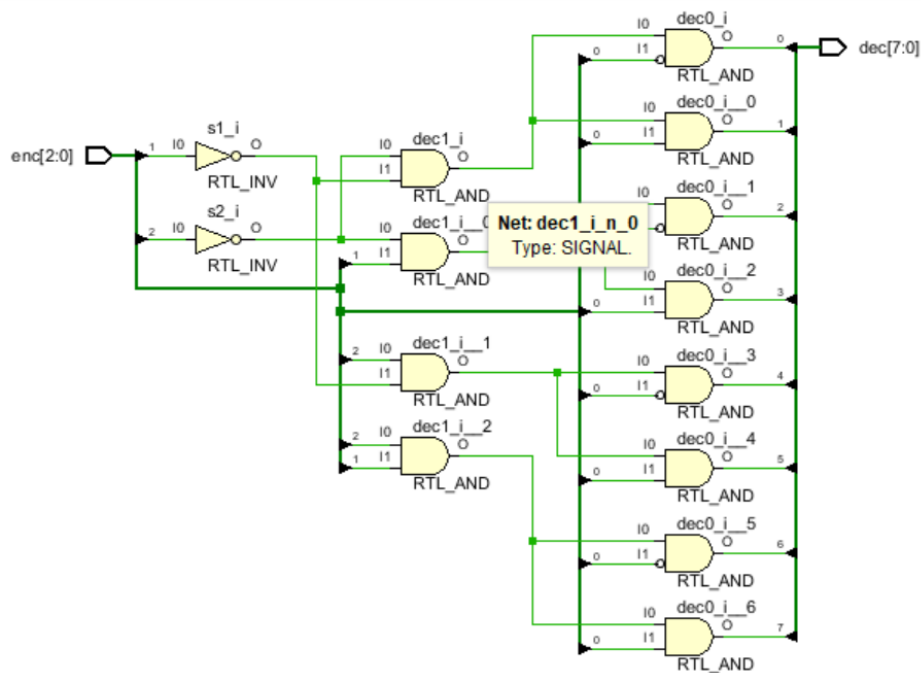 dec0_i
I0
O
0
dec[7:0]
0
I1
RTL_AND
dec0_i__0
s1_i
dec1_i
I0
O
1
enc[2:0]
1
I0
O
I0
O
0
I1
RTL_AND
RTL_INV
I1
RTL_AND
dec0_i__1
s2_i
dec1_i__0
I0
O
2
Net: dec1_i_n_0
Type: SIGNAL.
2
I0
O
I0
RTL_AND
RTL_INV
1
I1
RTL_AND
dec0_i__2
I0
O
3
0
I1
RTL_AND
dec1_i__1
dec0_i__3
2
I0
O
I0
O
4
I1
0
I1
RTL_AND
RTL_AND
dec1_i__2
dec0_i__4
2
I0
O
I0
O
5
1
I1
0
I1
RTL_AND
RTL_AND
dec0_i__5
I0
O
6
0
I1
RTL_AND
dec0_i__6
I0
O
7
0
I1
RTL_AND